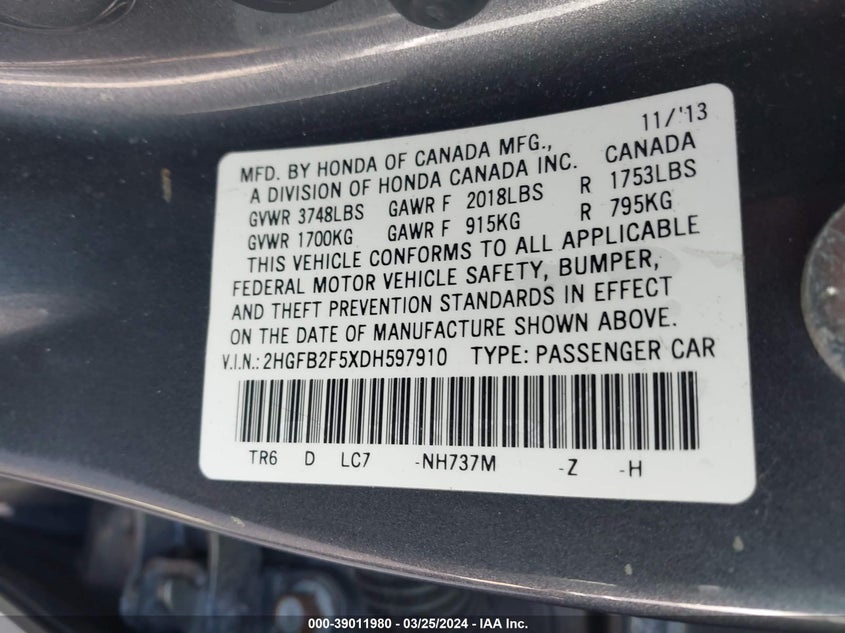 11/'13
MFD. BY HONDA OF CANADA MFG., CANADA
A DIVISION OF HONDA CANADA INC.
GVWR 3748LBS GAWR F 2018LBS R 1753LBS
GVWR 1700KG GAWR F 915KG R 795KG
THIS VEHICLE CONFORMS TO ALL APPLICABLE
FEDERAL MOTOR VEHICLE SAFETY, BUMPER,
AND THEFT PREVENTION STANDARDS IN EFFECT
ON THE DATE OF MANUFACTURE SHOWN ABOVE.
V.I.N.: 2HGFB2F5XDH597910 TYPE: PASSENGER CAR
TR6 D LC7 -NH737M -Z -H
000-39011980 - 03/25/2024 - IAA Inc.